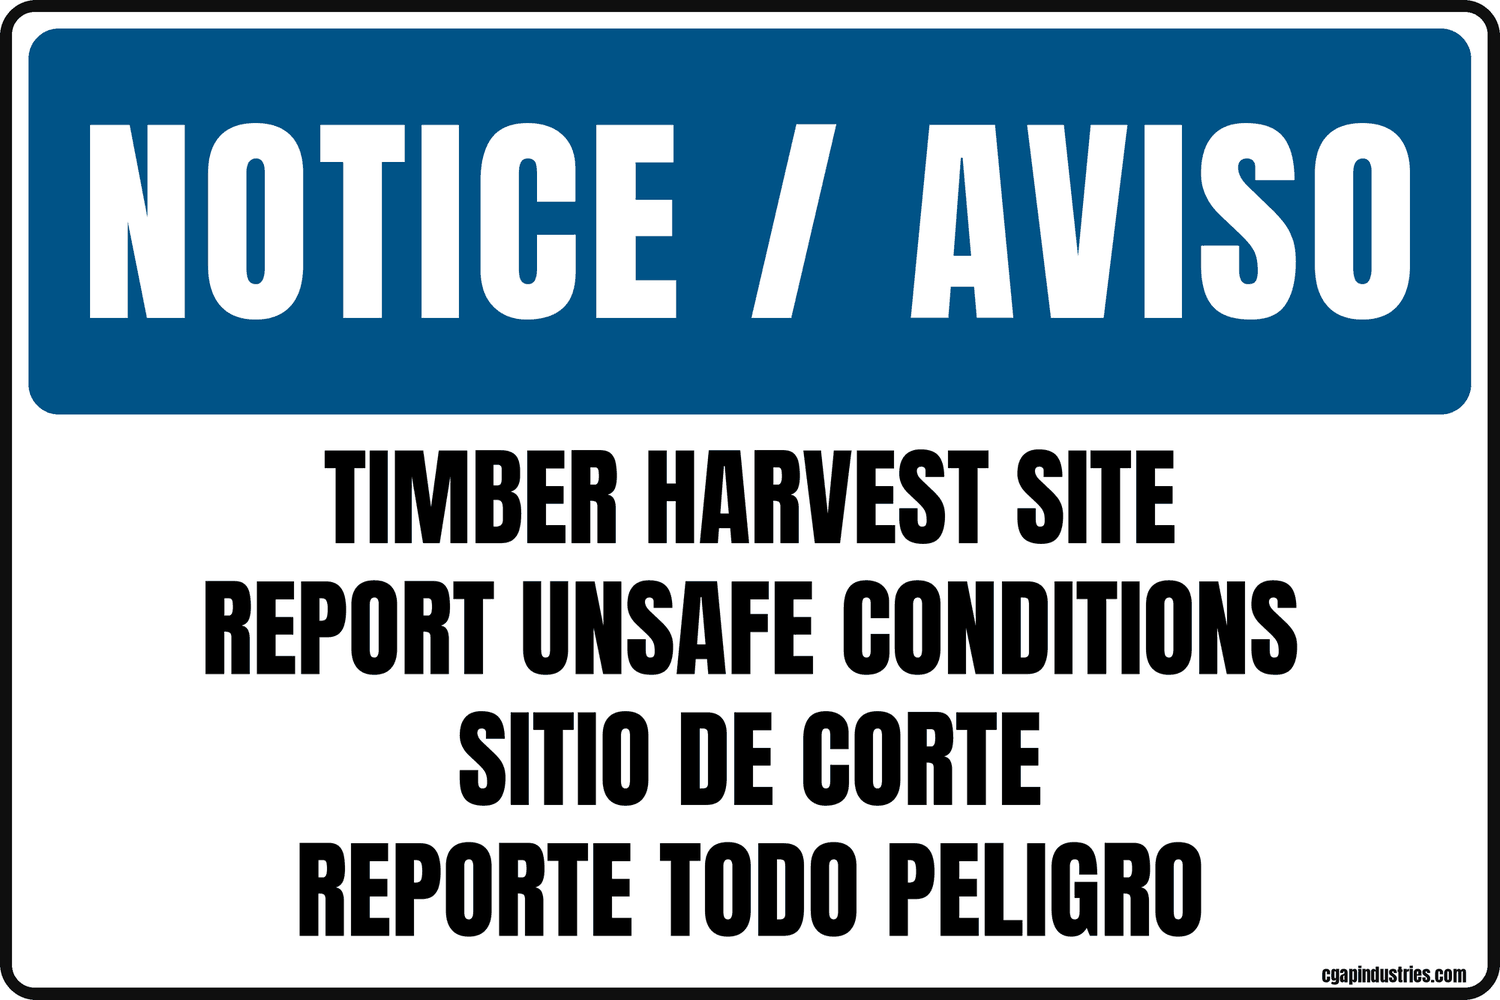 NOTICE / AVISO
TIMBER HARVEST SITE
REPORT UNSAFE CONDITIONS
SITIO DE CORTE
REPORTE TODO PELIGRO
cgapindustries.com